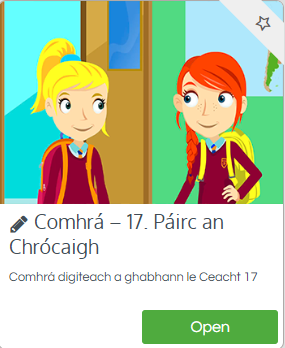 Comhrá – 17. Páirc an
Chrócaigh
Comhrá digiteach a ghabhann le Ceacht 17
Open